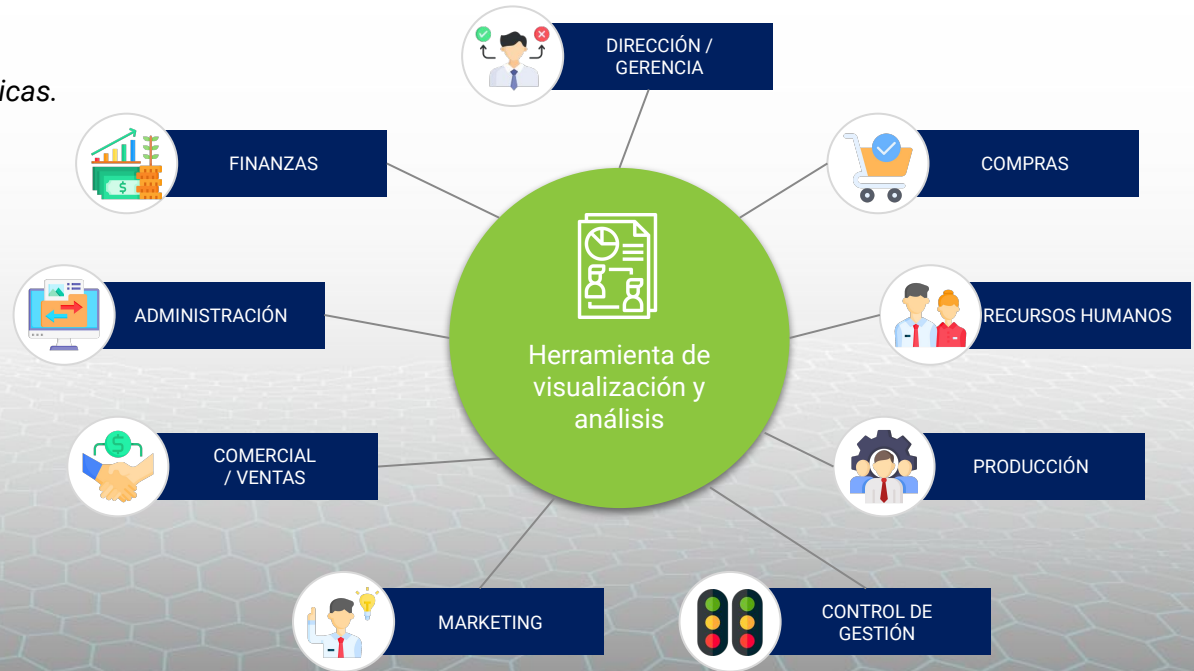 DIRECCIÓN /
GERENCIA
icas.
FINANZAS
COMPRAS
ADMINISTRACIÓN
RECURSOS HUMANOS
Herramienta de
visualización y
análisis
COMERCIAL
/ VENTAS
PRODUCCIÓN
MARKETING
CONTROL DE
GESTIÓN